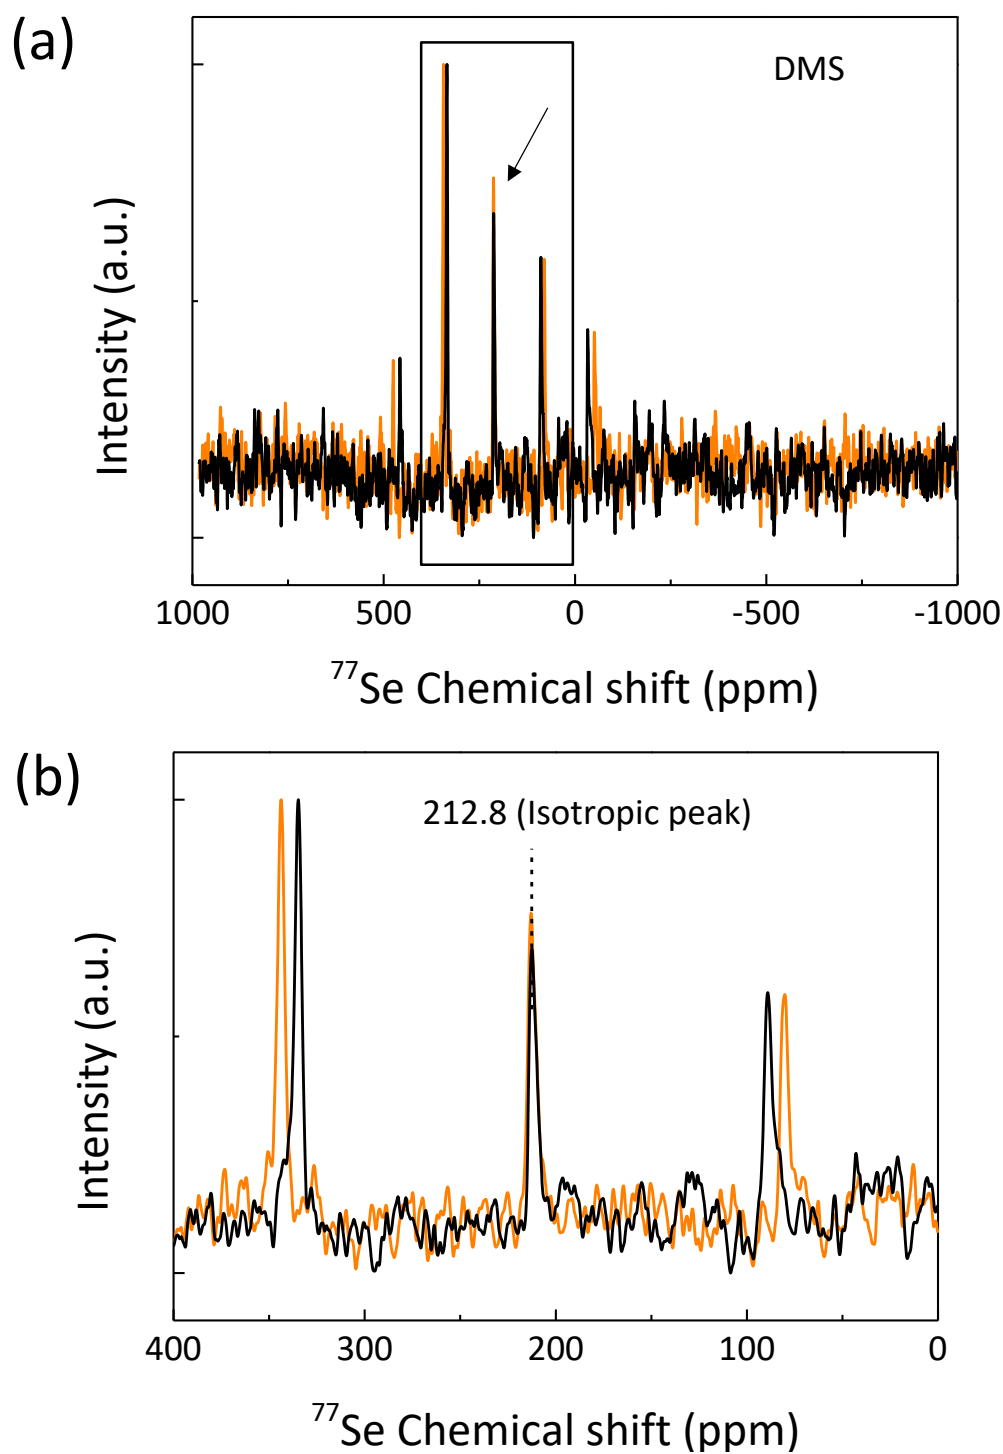 (a)
DMS
Intensity (a.u.)
1000 500 0 -500 -1000
⁷⁷Se Chemical shift (ppm)
(b)
212.8 (Isotropic peak)
Intensity (a.u.)
400 300 200 100 0
⁷⁷Se Chemical shift (ppm)